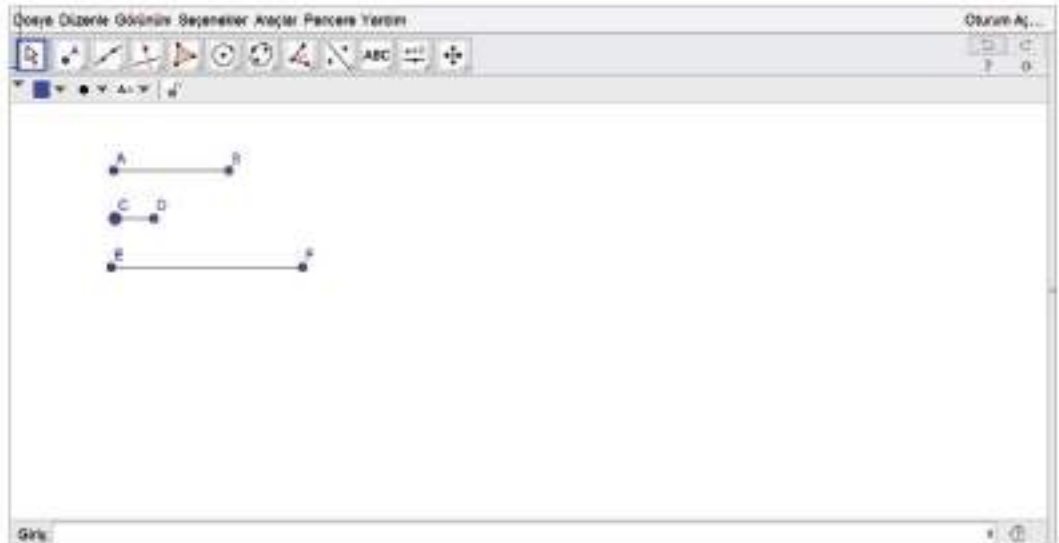 Dosya Düzenle Görünüm Seçenekler Araçlar Pencere Yardım
Oturum Aç...
ABC
A
B
C
D
E
F
Giriş: